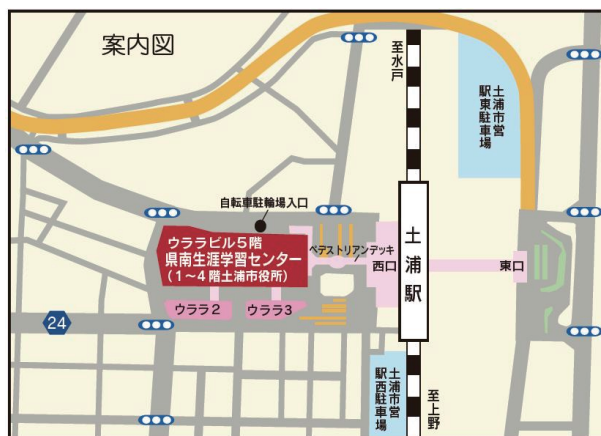 案内図
至水戸
土浦市営
駅東駐車場
自転車駐輪場入口
ウララビル5階
県南生涯学習センター
(1～4階土浦市役所)
ペデストリアンデッキ
西口
土浦駅
東口
ウララ2
ウララ3
24
土浦市営
駅西駐車場
至上野